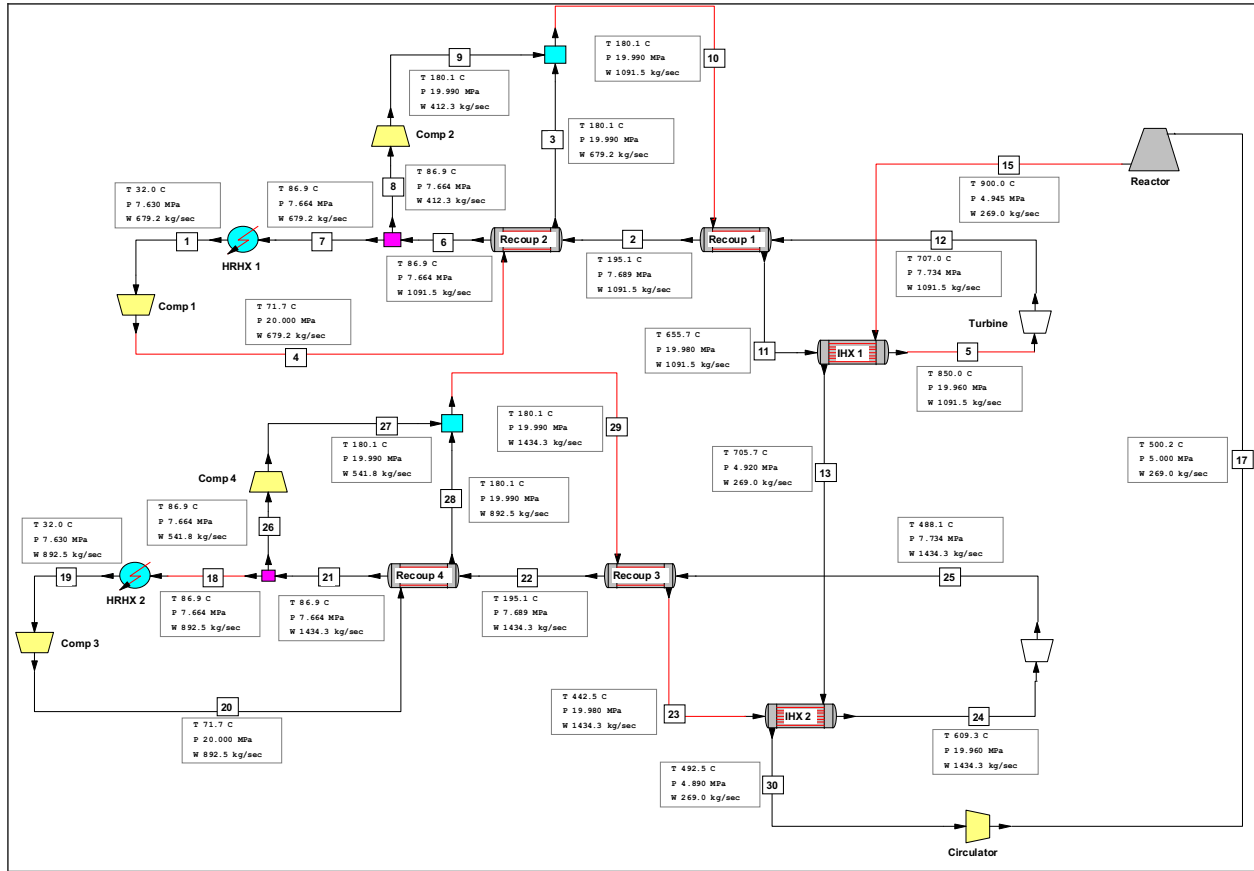 9
T 180.1 C
P 19.990 MPa
W 412.3 kg/sec
T 180.1 C
P 19.990 MPa
W 1091.5 kg/sec
10
Comp 2
3
T 180.1 C
P 19.990 MPa
W 679.2 kg/sec
15
T 900.0 C
P 4.945 MPa
W 269.0 kg/sec
Reactor
T 32.0 C
P 7.630 MPa
W 679.2 kg/sec
T 86.9 C
P 7.664 MPa
W 679.2 kg/sec
8
T 86.9 C
P 7.664 MPa
W 412.3 kg/sec
1
HRHX 1
7
6
Recoup 2
2
Recoup 1
12
T 86.9 C
P 7.664 MPa
W 1091.5 kg/sec
T 195.1 C
P 7.689 MPa
W 1091.5 kg/sec
T 707.0 C
P 7.734 MPa
W 1091.5 kg/sec
Comp 1
T 71.7 C
P 20.000 MPa
W 679.2 kg/sec
4
Turbine
T 655.7 C
P 19.980 MPa
W 1091.5 kg/sec
11
IHX 1
5
T 850.0 C
P 19.960 MPa
W 1091.5 kg/sec
27
T 180.1 C
P 19.990 MPa
W 541.8 kg/sec
T 180.1 C
P 19.990 MPa
W 1434.3 kg/sec
29
T 705.7 C
P 4.920 MPa
W 269.0 kg/sec
13
T 500.2 C
P 5.000 MPa
W 269.0 kg/sec
17
Comp 4
28
T 180.1 C
P 19.990 MPa
W 892.5 kg/sec
T 86.9 C
P 7.664 MPa
W 541.8 kg/sec
26
T 32.0 C
P 7.630 MPa
W 892.5 kg/sec
T 488.1 C
P 7.734 MPa
W 1434.3 kg/sec
19
HRHX 2
18
21
Recoup 4
22
Recoup 3
25
T 86.9 C
P 7.664 MPa
W 892.5 kg/sec
T 86.9 C
P 7.664 MPa
W 1434.3 kg/sec
T 195.1 C
P 7.689 MPa
W 1434.3 kg/sec
Comp 3
20
T 71.7 C
P 20.000 MPa
W 892.5 kg/sec
T 442.5 C
P 19.980 MPa
W 1434.3 kg/sec
23
IHX 2
24
T 609.3 C
P 19.960 MPa
W 1434.3 kg/sec
T 492.5 C
P 4.890 MPa
W 269.0 kg/sec
30
Circulator